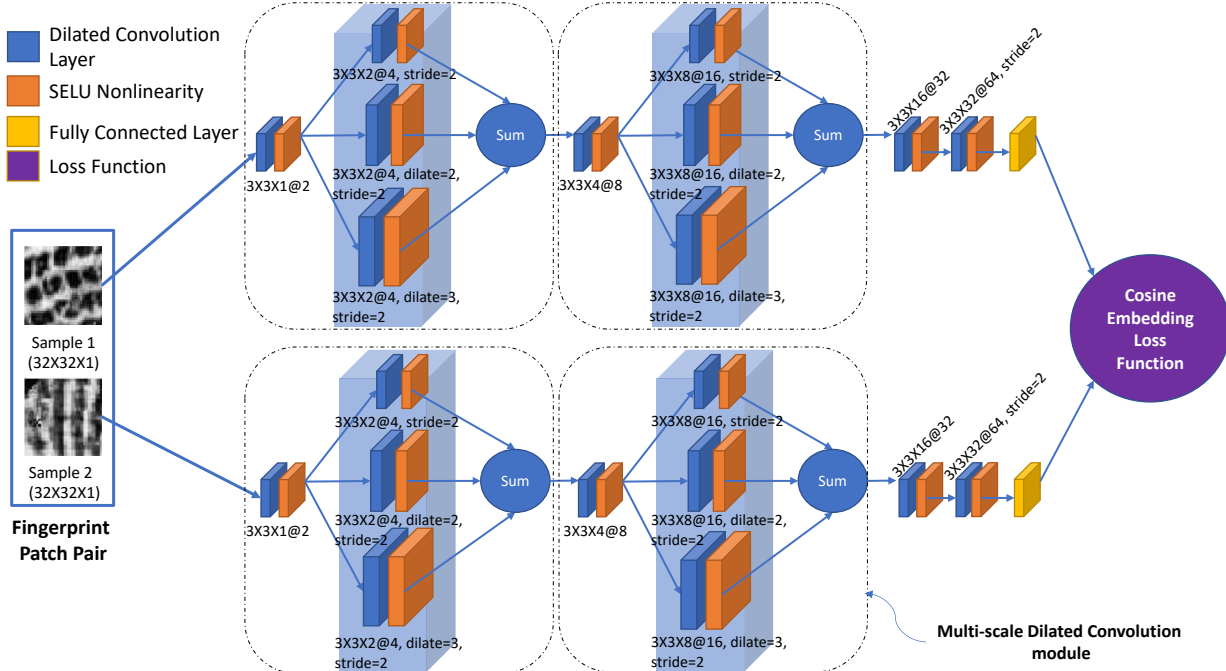 Dilated Convolution
Layer
SELU Nonlinearity
Fully Connected Layer
Loss Function
Sample 1
(32X32X1)
Sample 2
(32X32X1)
Fingerprint
Patch Pair
3X3X1@2
3X3X2@4, stride=2
3X3X2@4, dilate=2,
stride=2
3X3X2@4, dilate=3,
stride=2
Sum
3X3X4@8
3X3X8@16, stride=2
3X3X8@16, dilate=2,
stride=2
3X3X8@16, dilate=3,
stride=2
Sum
3X3X16@32
3X3X32@64, stride=2
3X3X1@2
3X3X2@4, stride=2
3X3X2@4, dilate=2,
stride=2
3X3X2@4, dilate=3,
stride=2
Sum
3X3X4@8
3X3X8@16, stride=2
3X3X8@16, dilate=2,
stride=2
3X3X8@16, dilate=3,
stride=2
Sum
3X3X16@32
3X3X32@64, stride=2
Cosine
Embedding
Loss
Function
Multi-scale Dilated Convolution
module